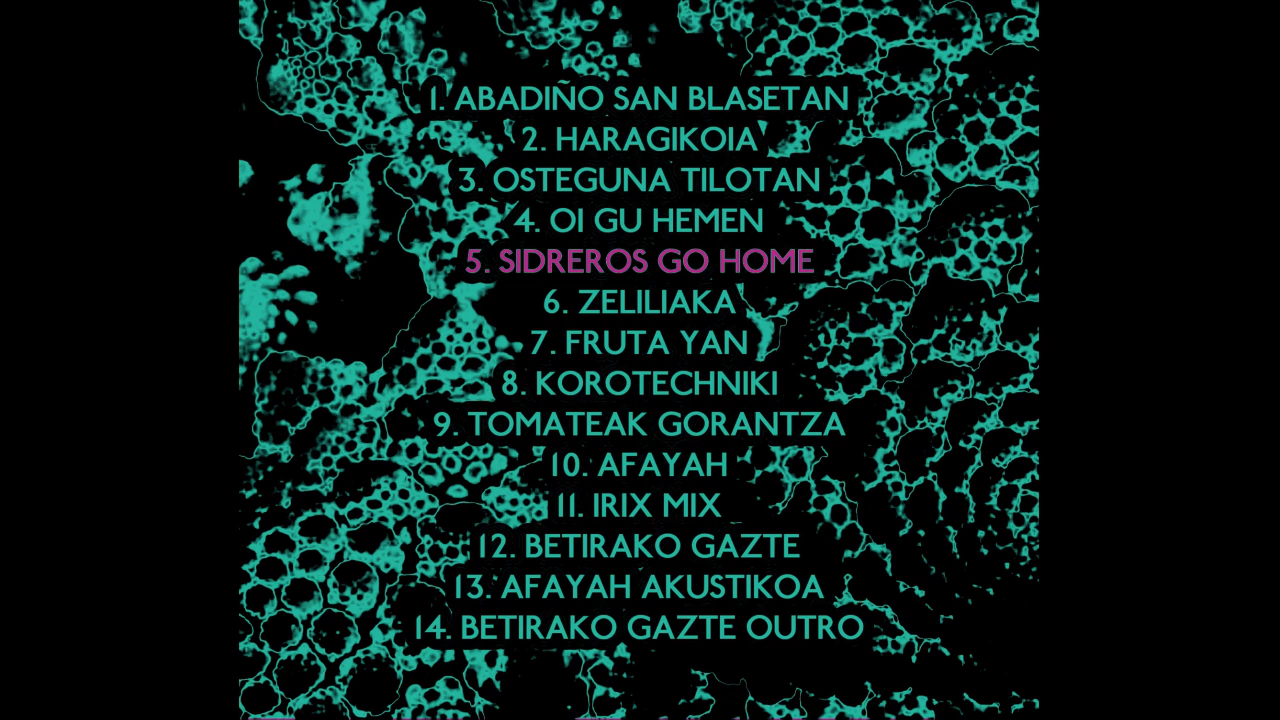 1. ABADIÑO SAN BLASETAN
2. HARAGIKOIA
3. OSTEGUNA TILOTAN
4. OI GU HEMEN
5. SIDREROS GO HOME
6. ZELILIAKA
7. FRUTA YAN
8. KOROTECHNIKI
9. TOMATEAK GORANTZA
10. AFAYAH
11. IRIX MIX
12. BETIRAKO GAZTE
13. AFAYAH AKUSTIKOA
14. BETIRAKO GAZTE OUTRO